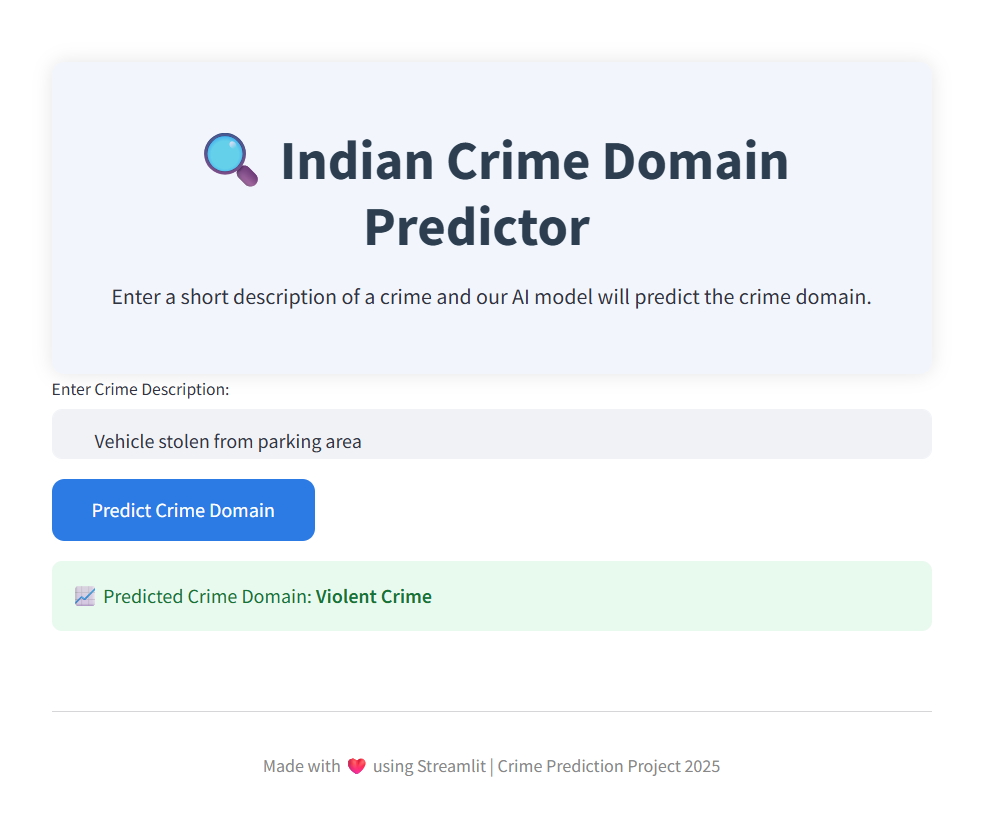 🔍 Indian Crime Domain
Predictor
Enter a short description of a crime and our AI model will predict the crime domain.
Enter Crime Description:
Vehicle stolen from parking area
Predict Crime Domain
📈 Predicted Crime Domain: Violent Crime
Made with ❤️ using Streamlit | Crime Prediction Project 2025